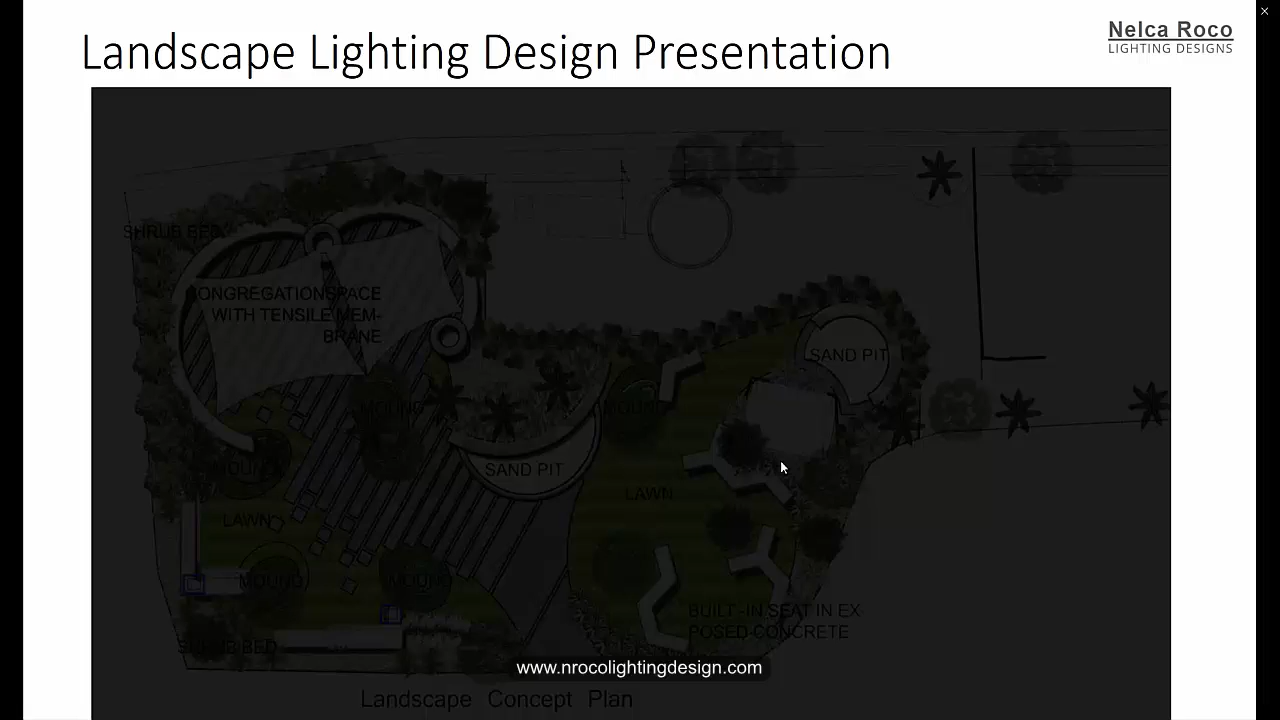 Landscape Lighting Design Presentation
Nelca Roco
LIGHTING DESIGNS
SHRUB BED
CONGREGATIONSPACE
WITH TENSILE MEM-
BRANE
SAND PIT
MOUND
MOUND
MOUND
SAND PIT
LAWN
LAWN
MOUND
MOUND
BUILT-IN SEAT IN EX
POSED CONCRETE
SHRUB BED
www.nrocolightingdesign.com
Landscape Concept Plan